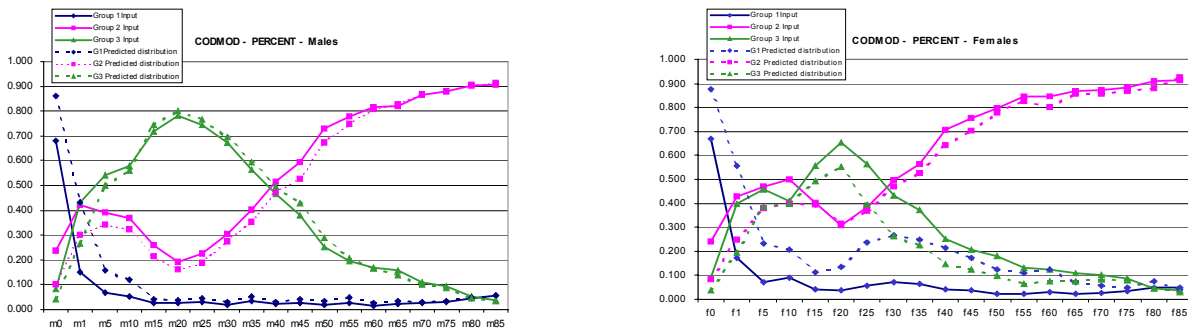 Group 1 Input
Group 2 Input
Group 3 Input
G1Predicted distribution
G2 Predicted distribution
G3 Predicted distribution
CODMOD - PERCENT - Males
1.000
0.900
0.800
0.700
0.600
0.500
0.400
0.300
0.200
0.100
0.000
m0 m1 m5 m10 m15 m20 m25 m30 m35 m40 m45 m50 m55 m60 m65 m70 m75 m80 m85
Group 1Input
Group 2 Input
Group 3 Input
G1Predicted distribution
G2 Predicted distribution
G3 Predicted distribution
CODMOD - PERCENT - Females
1.000
0.900
0.800
0.700
0.600
0.500
0.400
0.300
0.200
0.100
0.000
f0 f1 f5 f10 f15 f20 f25 f30 f35 f40 f45 f50 f55 f60 f65 f70 f75 f80 f85